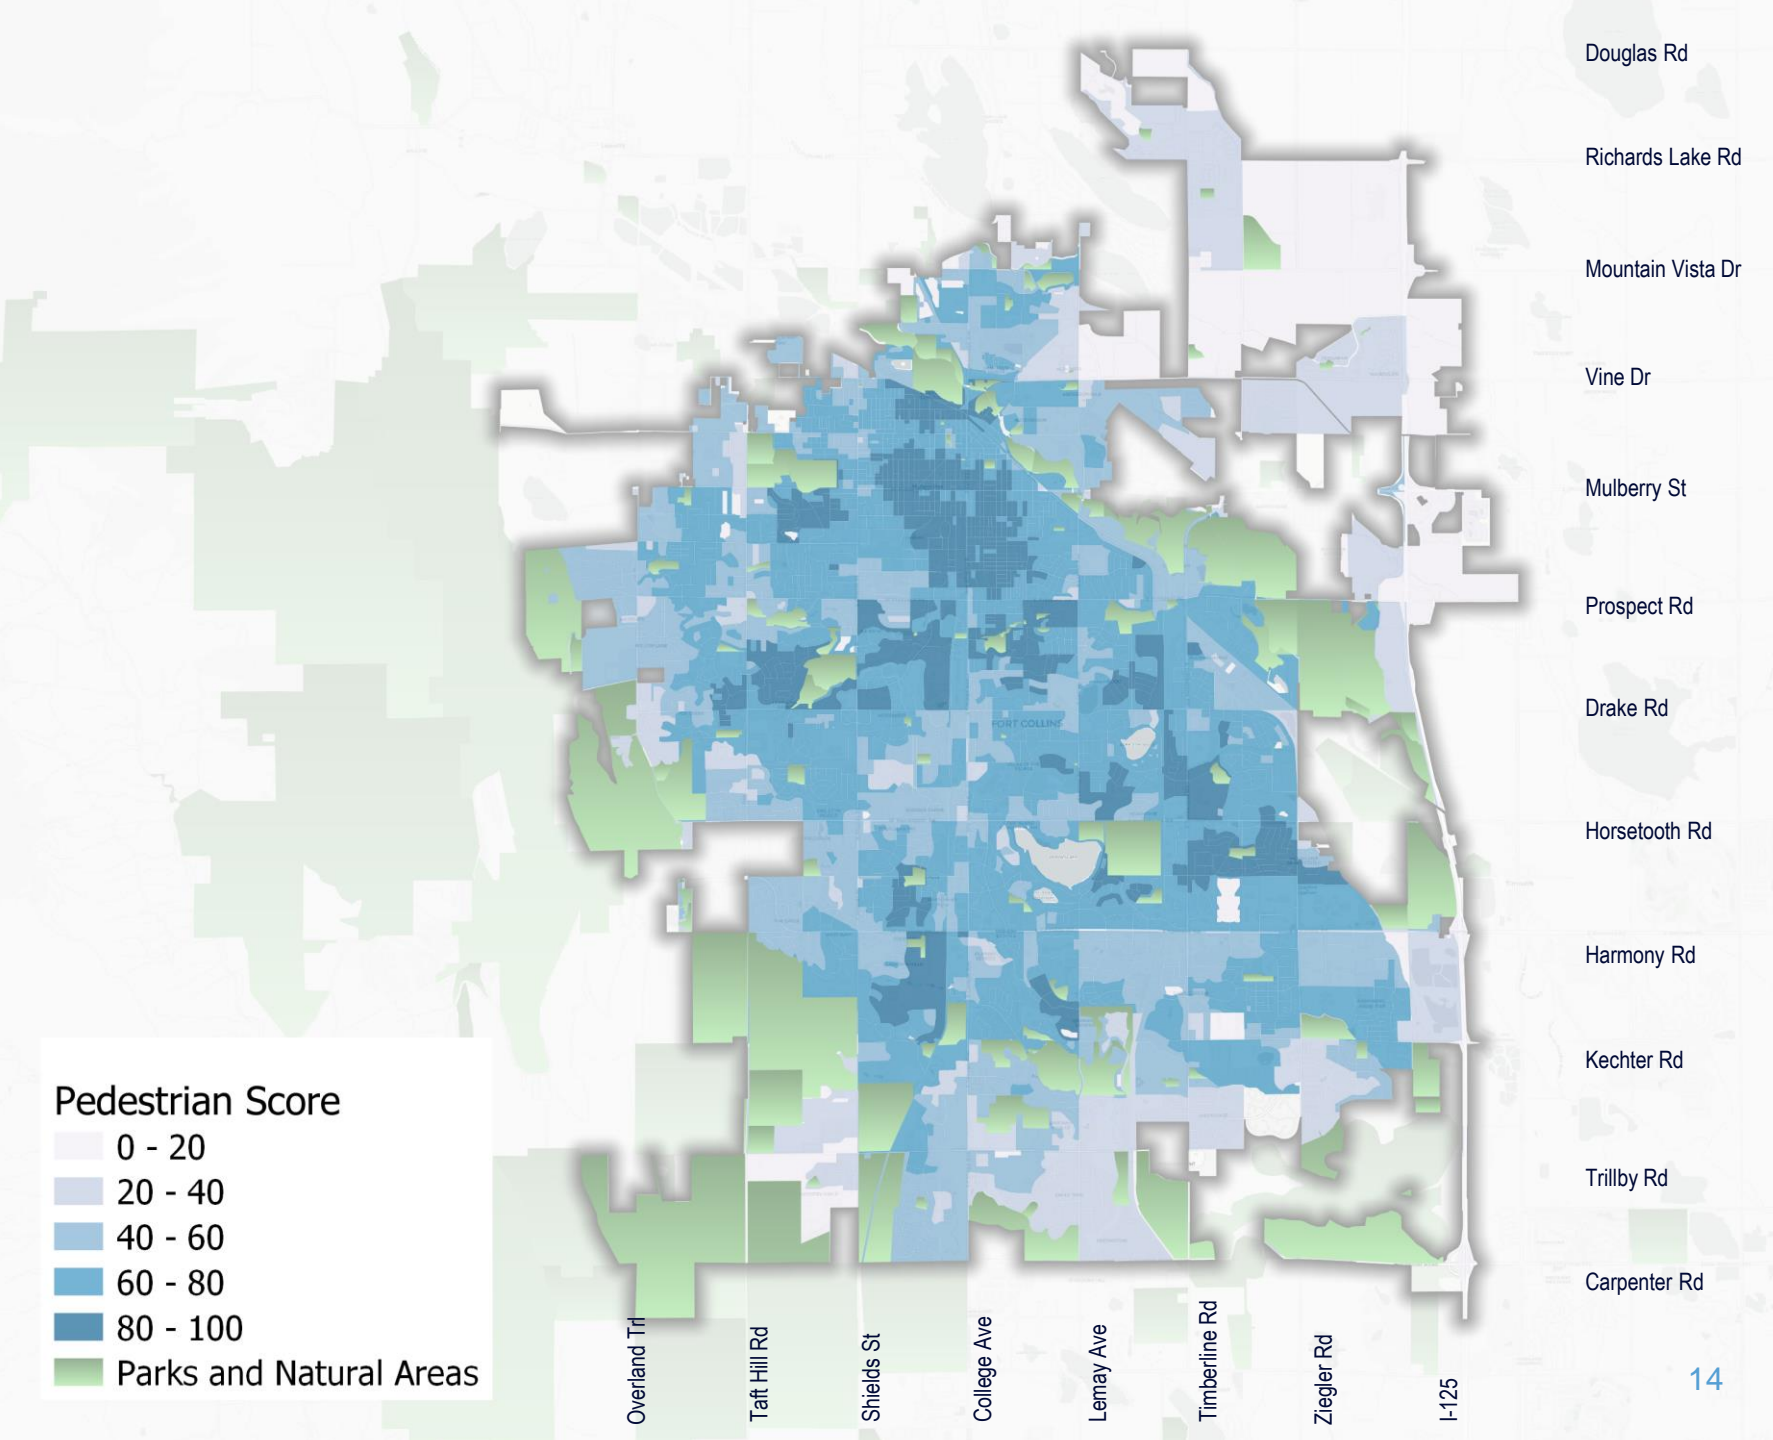 Douglas Rd
Richards Lake Rd
Mountain Vista Dr
Vine Dr
Mulberry St
Prospect Rd
Drake Rd
FORT COLLINS
Horsetooth Rd
Harmony Rd
Kechter Rd
Trillby Rd
Carpenter Rd
Pedestrian Score
0 - 20
20 - 40
40 - 60
60 - 80
80 - 100
Parks and Natural Areas
Overland Trl
Taft Hill Rd
Shields St
College Ave
Lemay Ave
Timberline Rd
Ziegler Rd
I-125
14